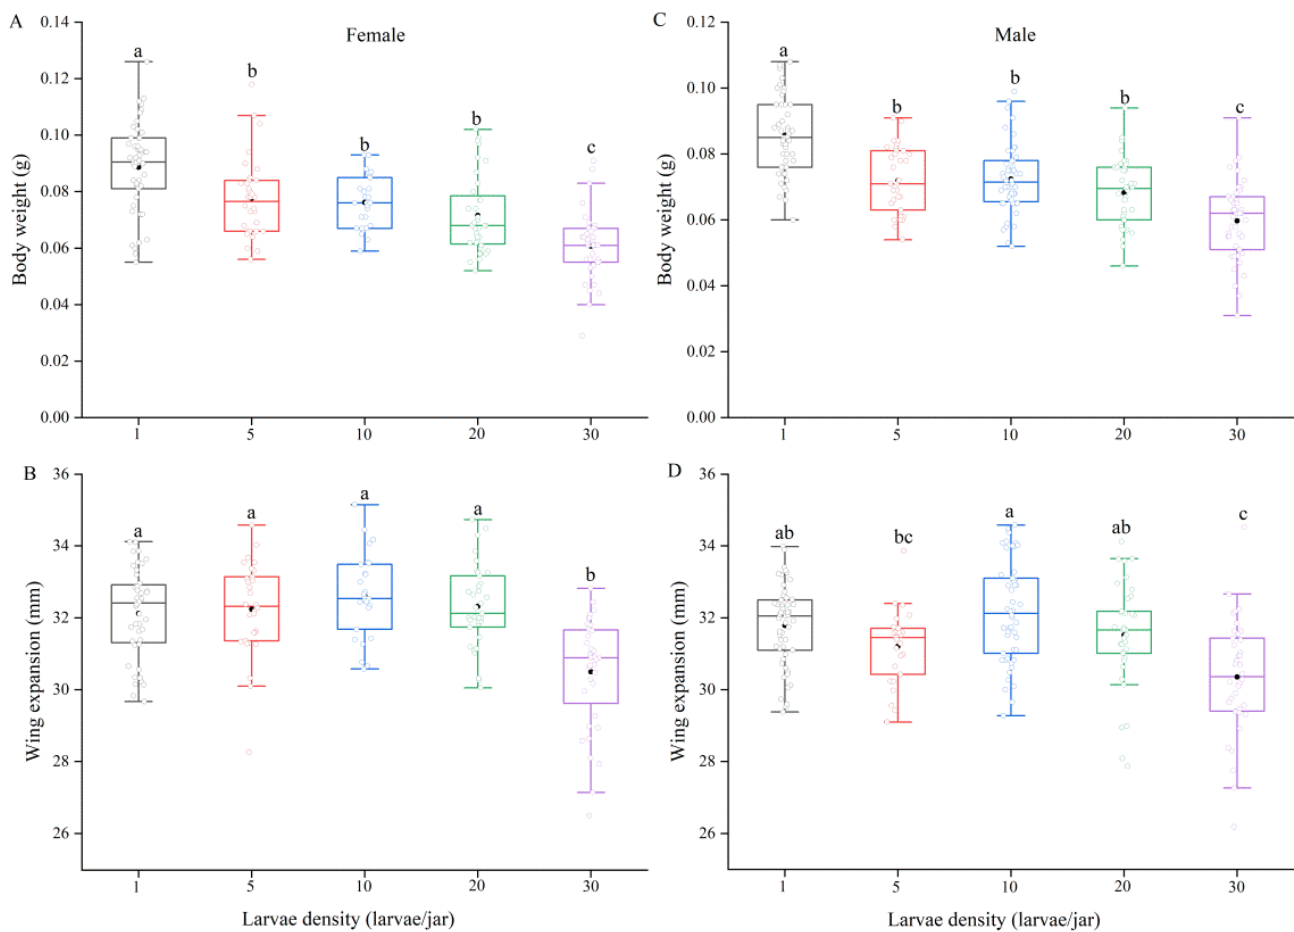 A
Female
Body weight (g)
0.14
0.12
0.10
0.08
0.06
0.04
0.02
0.00
a
b
b
b
c
1
5
10
20
30
C
Male
Body weight (g)
0.12
0.10
0.08
0.06
0.04
0.02
0.00
a
b
b
b
c
1
5
10
20
30
B
Wing expansion (mm)
36
34
32
30
28
26
a
a
a
a
b
1
5
10
20
30
Larvae density (larvae/jar)
D
Wing expansion (mm)
36
34
32
30
28
26
ab
bc
a
ab
c
1
5
10
20
30
Larvae density (larvae/jar)